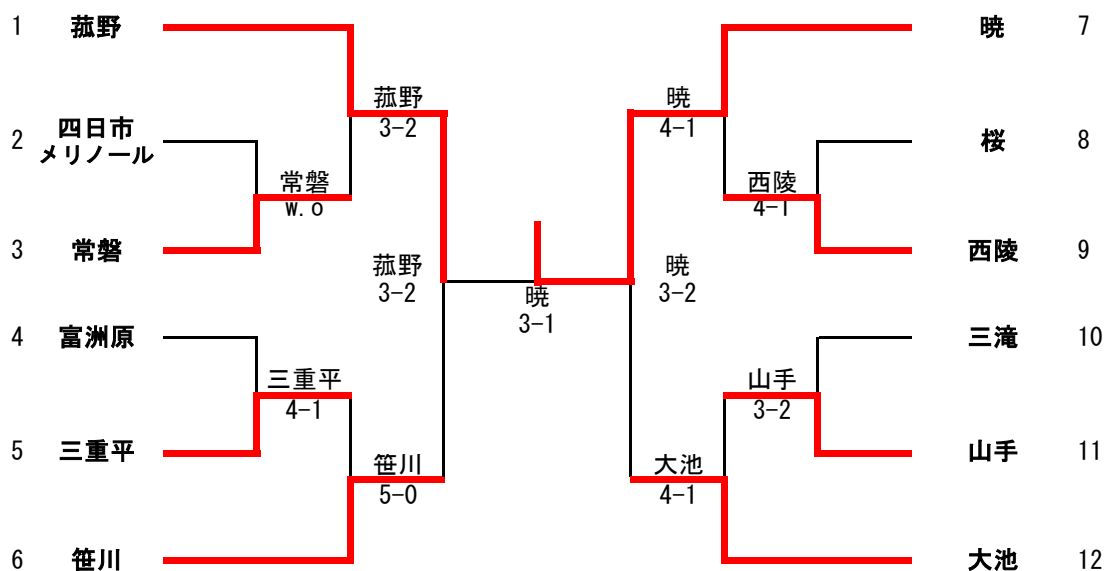 1 菰野
暁 7
菰野
3-2
暁
4-1
2 四日市
メリノール
桜 8
常磐
w.o
西陵
4-1
3 常磐
西陵 9
菰野
3-2
暁
3-1
暁
3-2
4 富洲原
三滝 10
三重平
4-1
山手
3-2
5 三重平
山手 11
笹川
5-0
大池
4-1
6 笹川
大池 12